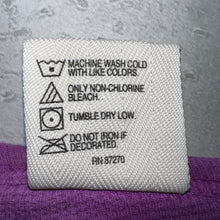 MACHINE WASH COLD
WITH LIKE COLORS.
ONLY NON-CHLORINE
BLEACH.
TUMBLE DRY LOW.
DO NOT IRON IF
DECORATED.
RN 37270